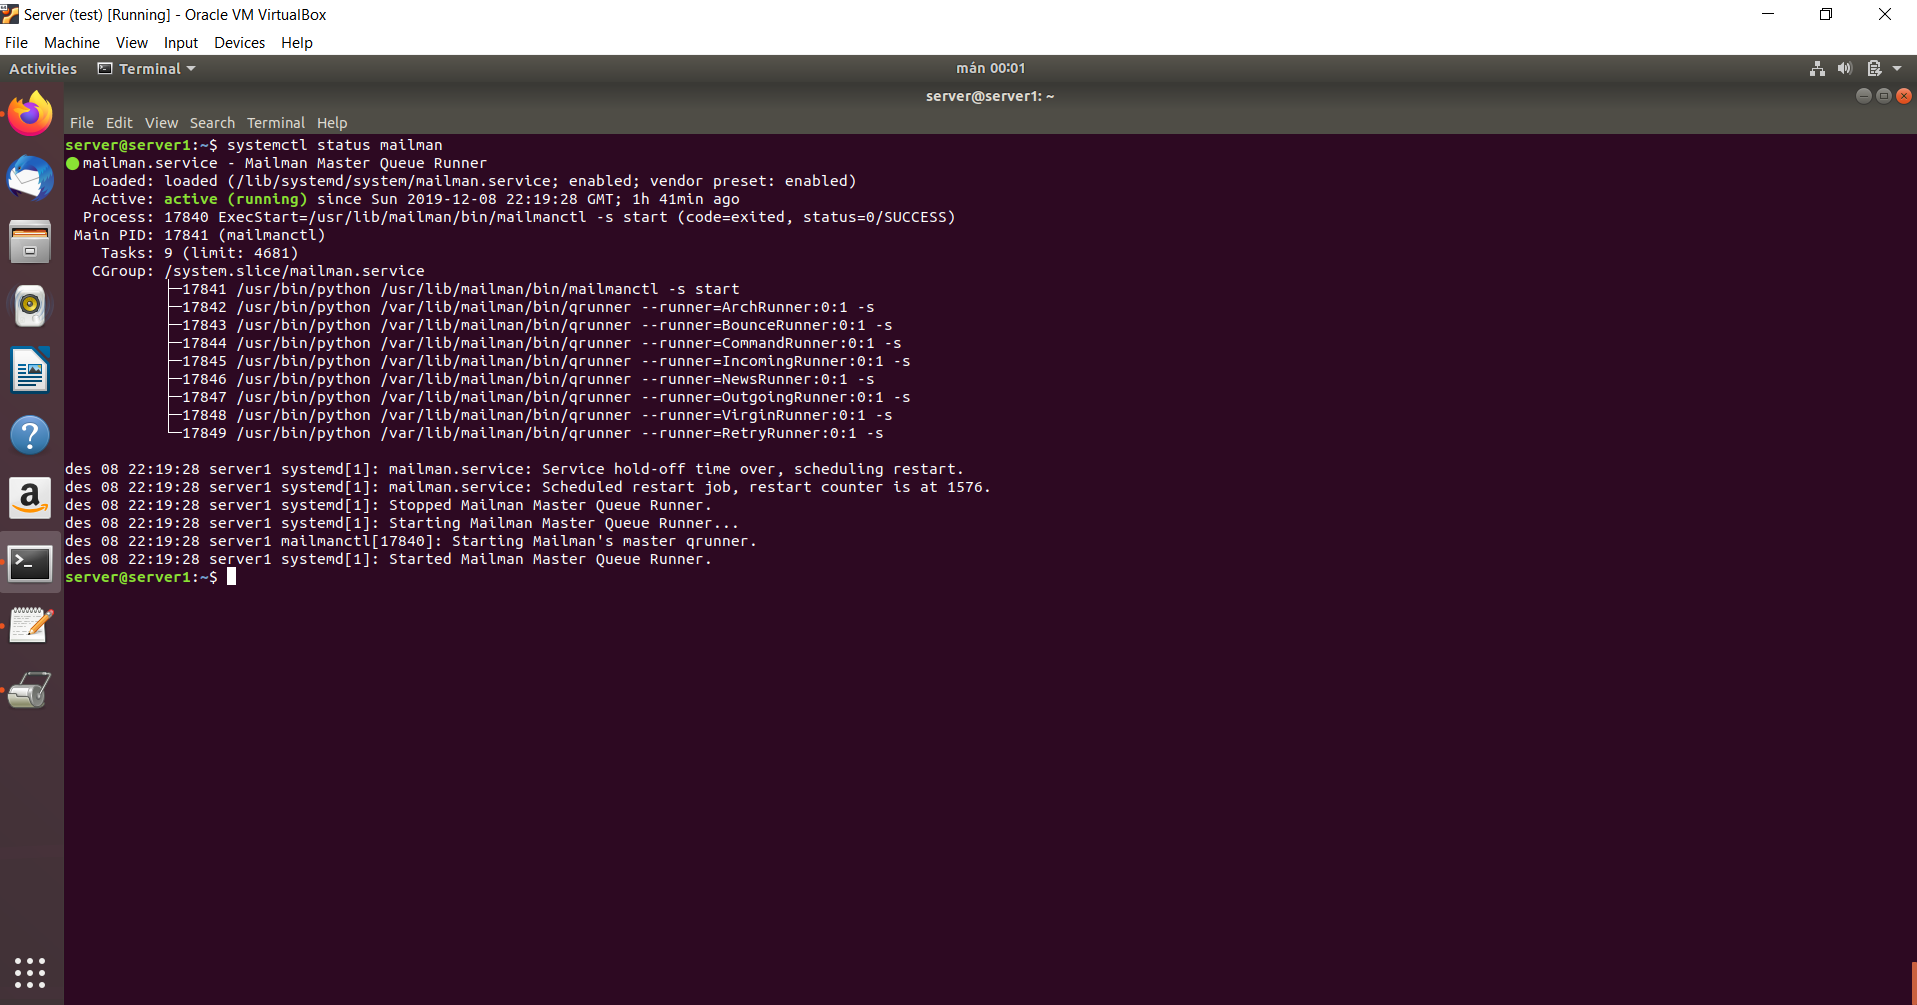 Server (test) [Running] - Oracle VM VirtualBox
File Machine View Input Devices Help
Activities Terminal mán 00:01
server@server1: ~
File Edit View Search Terminal Help
server@server1:~$ systemctl status mailman
● mailman.service - Mailman Master Queue Runner
Loaded: loaded (/lib/systemd/system/mailman.service; enabled; vendor preset: enabled)
Active: active (running) since Sun 2019-12-08 22:19:28 GMT; 1h 41min ago
Process: 17840 ExecStart=/usr/lib/mailman/bin/mailmanctl -s start (code=exited, status=0/SUCCESS)
Main PID: 17841 (mailmanctl)
Tasks: 9 (limit: 4681)
CGroup: /system.slice/mailman.service
├─17841 /usr/bin/python /usr/lib/mailman/bin/mailmanctl -s start
├─17842 /usr/bin/python /var/lib/mailman/bin/qrunner --runner=ArchRunner:0:1 -s
├─17843 /usr/bin/python /var/lib/mailman/bin/qrunner --runner=BounceRunner:0:1 -s
├─17844 /usr/bin/python /var/lib/mailman/bin/qrunner --runner=CommandRunner:0:1 -s
├─17845 /usr/bin/python /var/lib/mailman/bin/qrunner --runner=IncomingRunner:0:1 -s
├─17846 /usr/bin/python /var/lib/mailman/bin/qrunner --runner=NewsRunner:0:1 -s
├─17847 /usr/bin/python /var/lib/mailman/bin/qrunner --runner=OutgoingRunner:0:1 -s
├─17848 /usr/bin/python /var/lib/mailman/bin/qrunner --runner=VirginRunner:0:1 -s
└─17849 /usr/bin/python /var/lib/mailman/bin/qrunner --runner=RetryRunner:0:1 -s
des 08 22:19:28 server1 systemd[1]: mailman.service: Service hold-off time over, scheduling restart.
des 08 22:19:28 server1 systemd[1]: mailman.service: Scheduled restart job, restart counter is at 1576.
des 08 22:19:28 server1 systemd[1]: Stopped Mailman Master Queue Runner.
des 08 22:19:28 server1 systemd[1]: Starting Mailman Master Queue Runner...
des 08 22:19:28 server1 mailmanctl[17840]: Starting Mailman's master qrunner.
des 08 22:19:28 server1 systemd[1]: Started Mailman Master Queue Runner.
server@server1:~$